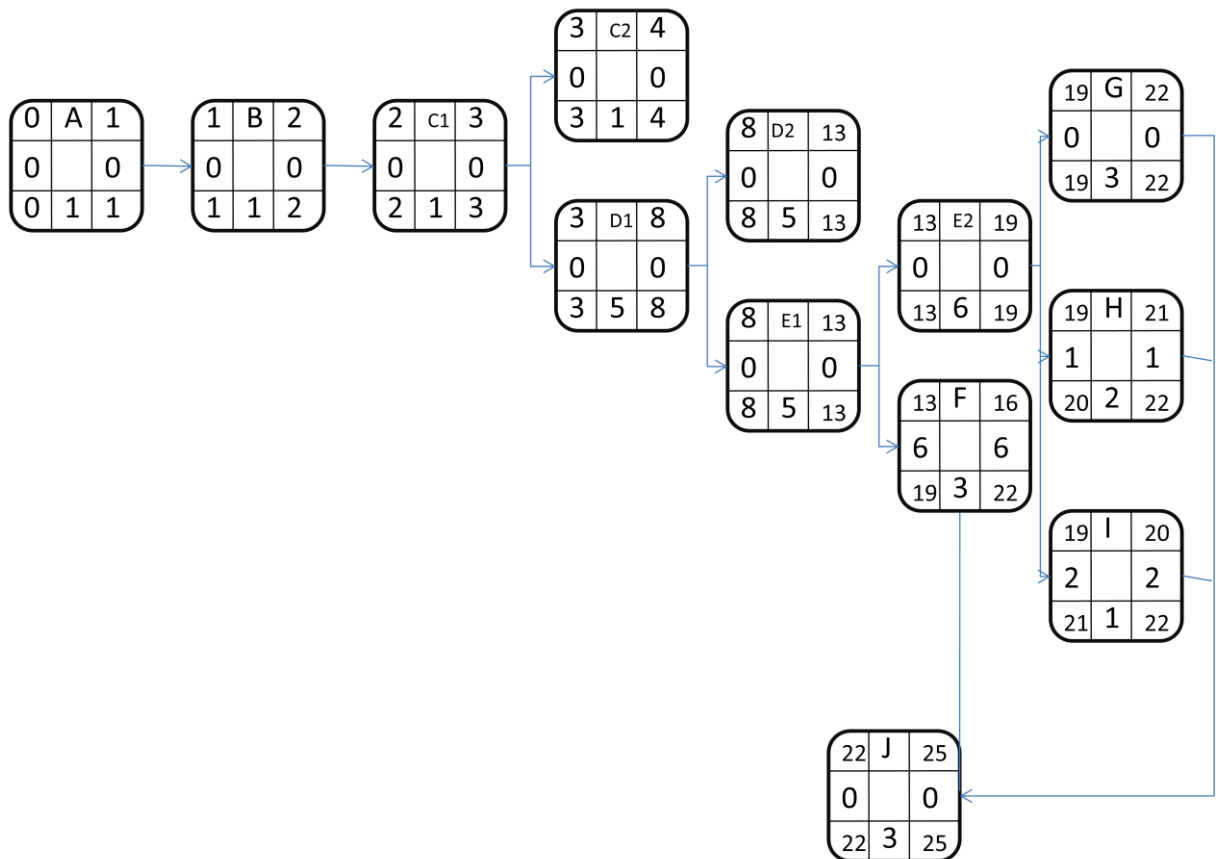 0 A 1
0 0
0 1 1
1 B 2
0 0
1 1 2
2 C1 3
0 0
2 1 3
3 C2 4
0 0
3 1 4
3 D1 8
0 0
3 5 8
8 D2 13
0 0
8 5 13
8 E1 13
0 0
8 5 13
13 E2 19
0 0
13 6 19
13 F 16
6 6
19 3 22
19 G 22
0 0
19 3 22
19 H 21
1 1
20 2 22
19 I 20
2 2
21 1 22
22 J 25
0 0
22 3 25